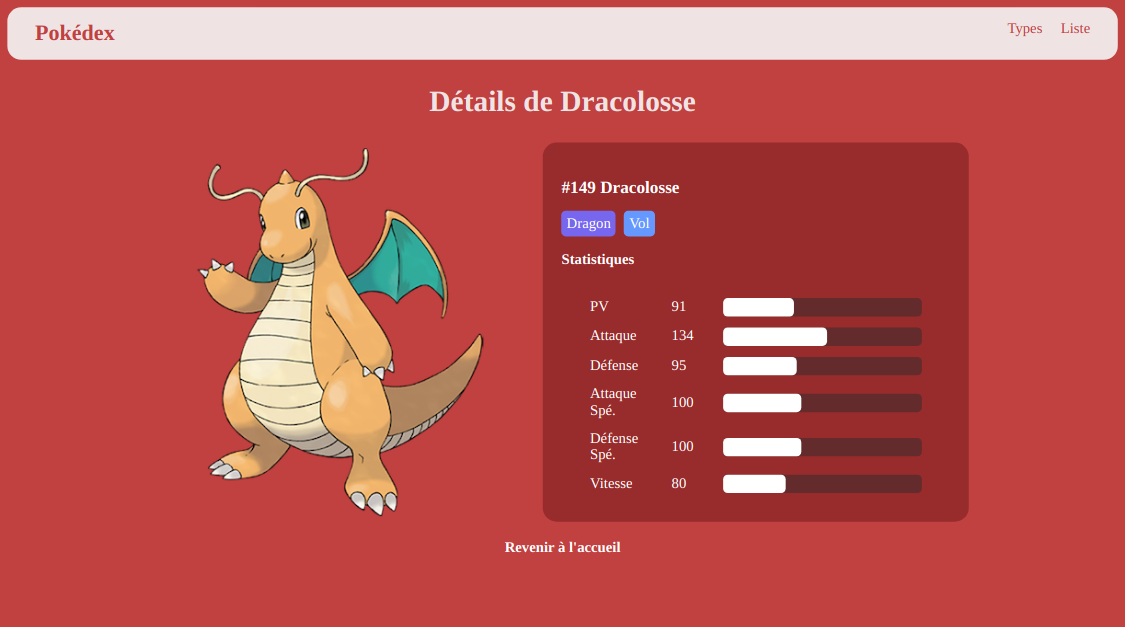 Pokédex
Types Liste
Détails de Dracolosse
#149 Dracolosse
Dragon Vol
Statistiques
PV 91
Attaque 134
Défense 95
Attaque
Spé. 100
Défense
Spé. 100
Vitesse 80
Revenir à l'accueil